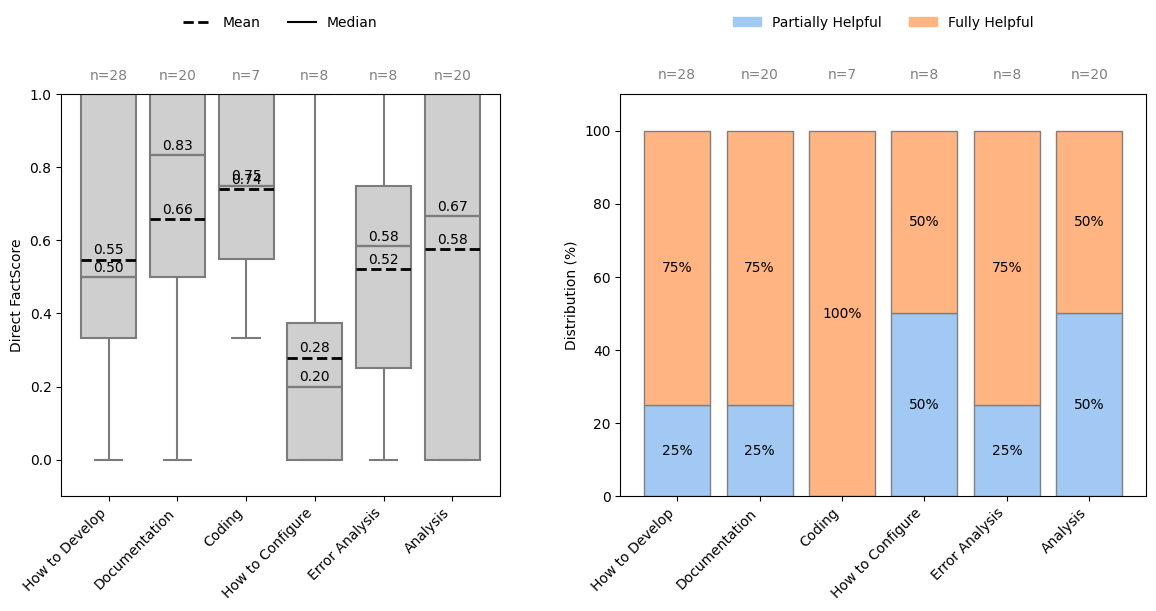 Mean Median
n=28 n=20 n=7 n=8 n=8 n=20
1.0
0.8
0.6
0.4
0.2
0.0
Direct FactScore
0.55
0.50
0.83
0.66
0.75
0.74
0.28
0.20
0.58
0.52
0.67
0.58
How to Develop
Documentation
Coding
How to Configure
Error Analysis
Analysis
Partially Helpful Fully Helpful
n=28 n=20 n=7 n=8 n=8 n=20
100
80
60
40
20
0
Distribution (%)
75%
25%
75%
25%
100%
50%
50%
75%
25%
50%
50%
How to Develop
Documentation
Coding
How to Configure
Error Analysis
Analysis